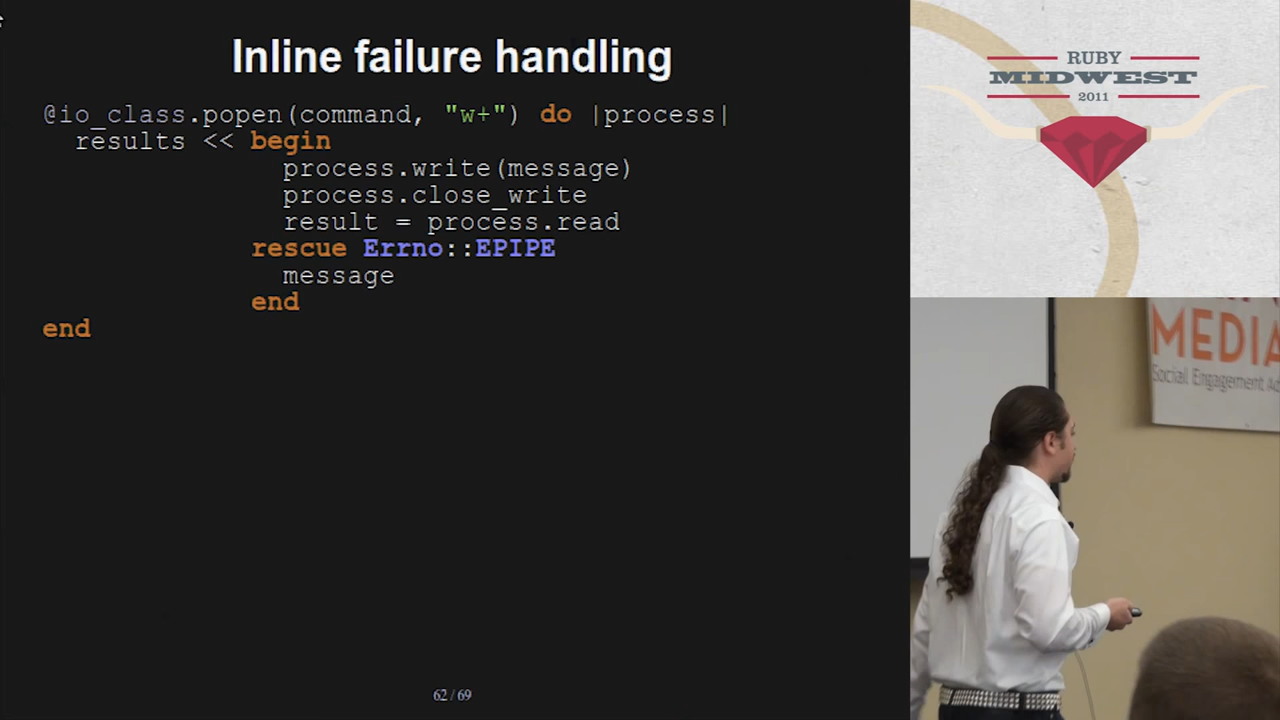 Inline failure handling
@io_class.popen(command, "w+") do |process|
  results << begin
               process.write(message)
               process.close_write
               result = process.read
             rescue Errno::EPIPE
               message
             end
end
62 / 69
RUBY
MIDWEST
2011
MEDIA
Social Engagement